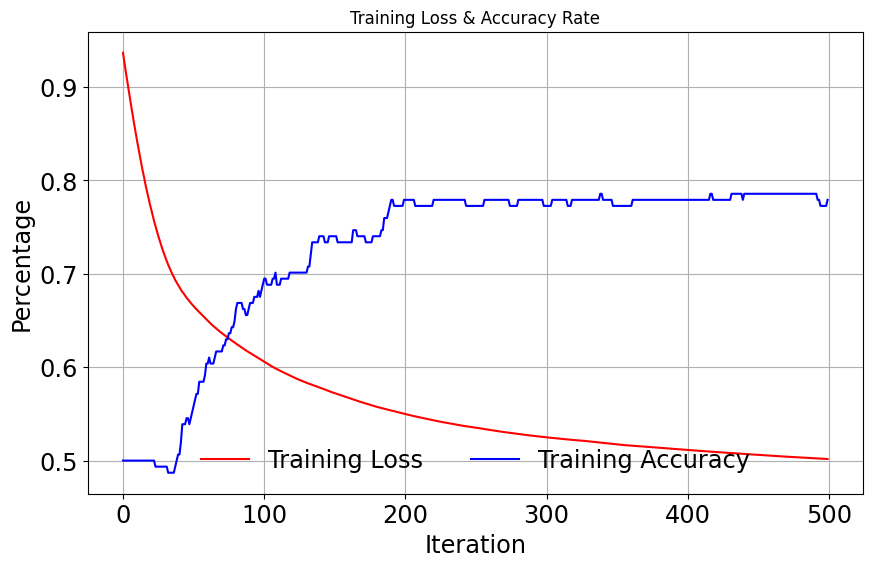 Training Loss & Accuracy Rate
Percentage
0.9
0.8
0.7
0.6
0.5
Training Loss Training Accuracy
0 100 200 300 400 500
Iteration